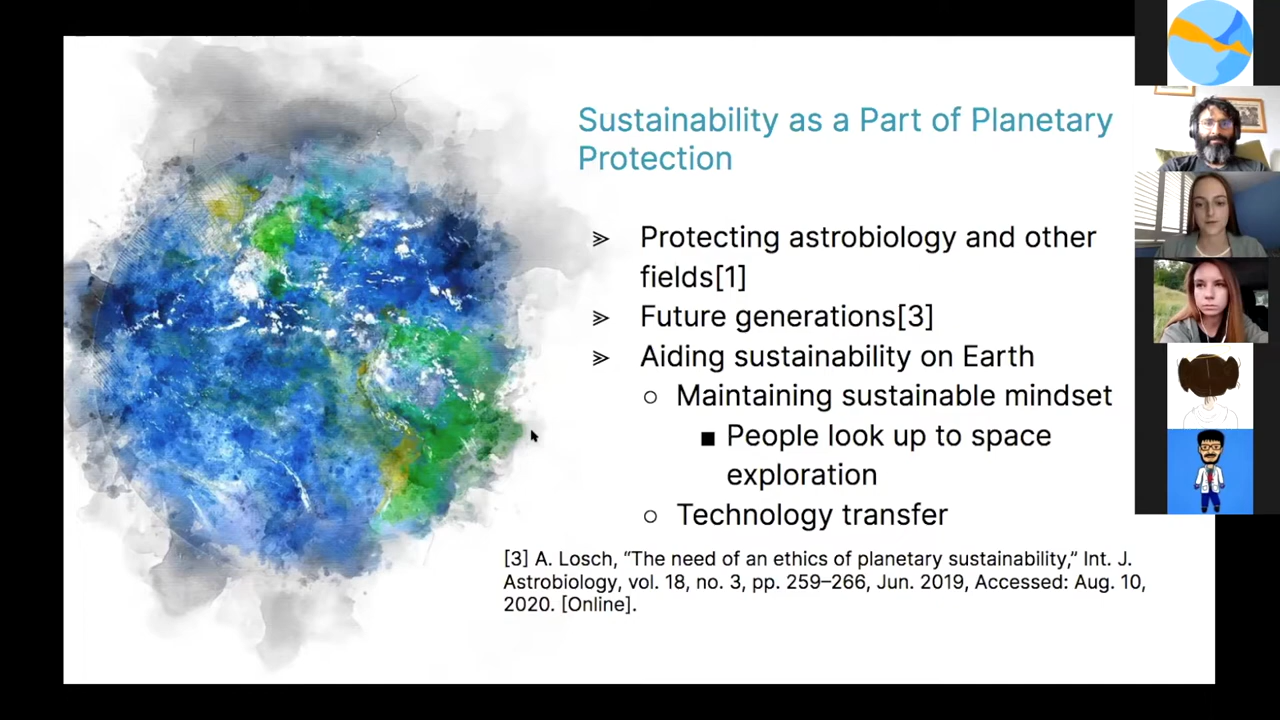 Sustainability as a Part of Planetary
Protection
⪢ Protecting astrobiology and other
fields[1]
⪢ Future generations[3]
⪢ Aiding sustainability on Earth
○ Maintaining sustainable mindset
■ People look up to space
exploration
○ Technology transfer
[3] A. Losch, “The need of an ethics of planetary sustainability,” Int. J.
Astrobiology, vol. 18, no. 3, pp. 259–266, Jun. 2019, Accessed: Aug. 10,
2020. [Online].